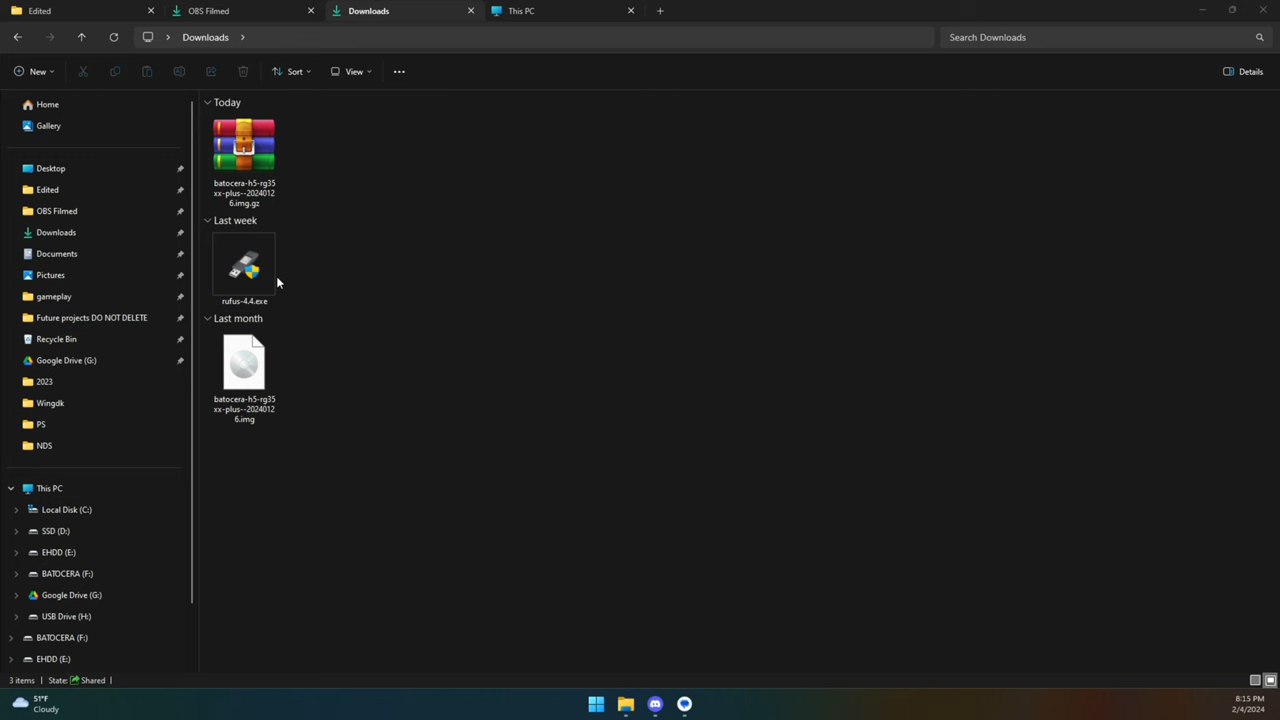 Edited
OBS Filmed
Downloads
This PC
Downloads
Search Downloads
New
Sort
View
Details
Home
Gallery
Desktop
Edited
OBS Filmed
Downloads
Documents
Pictures
gameplay
Future projects DO NOT DELETE
Recycle Bin
Google Drive (G:)
2023
Wingdk
PS
NDS
This PC
Local Disk (C:)
SSD (D:)
EHDD (E:)
BATOCERA (F:)
Google Drive (G:)
USB Drive (H:)
BATOCERA (F:)
EHDD (E:)
Today
batocera-h5-rg35
xx-plus--2024012
6.img.gz
Last week
rufus-4.4.exe
Last month
batocera-h5-rg35
xx-plus--2024012
6.img
3 items
State: Shared
51°F
Cloudy
8:15 PM
2/4/2024